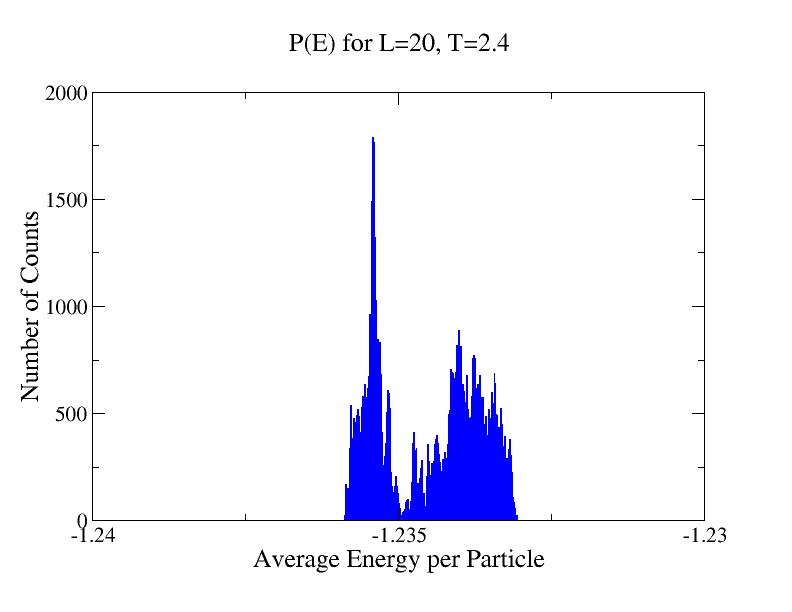 P(E) for L=20, T=2.4
2000
1500
1000
500
0
-1.24
-1.235
-1.23
Number of Counts
Average Energy per Particle